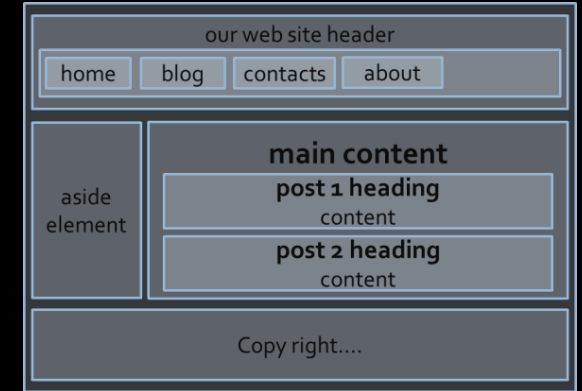 our web site header
home blog contacts about
main content
post 1 heading
content
aside
element
post 2 heading
content
Copy right....